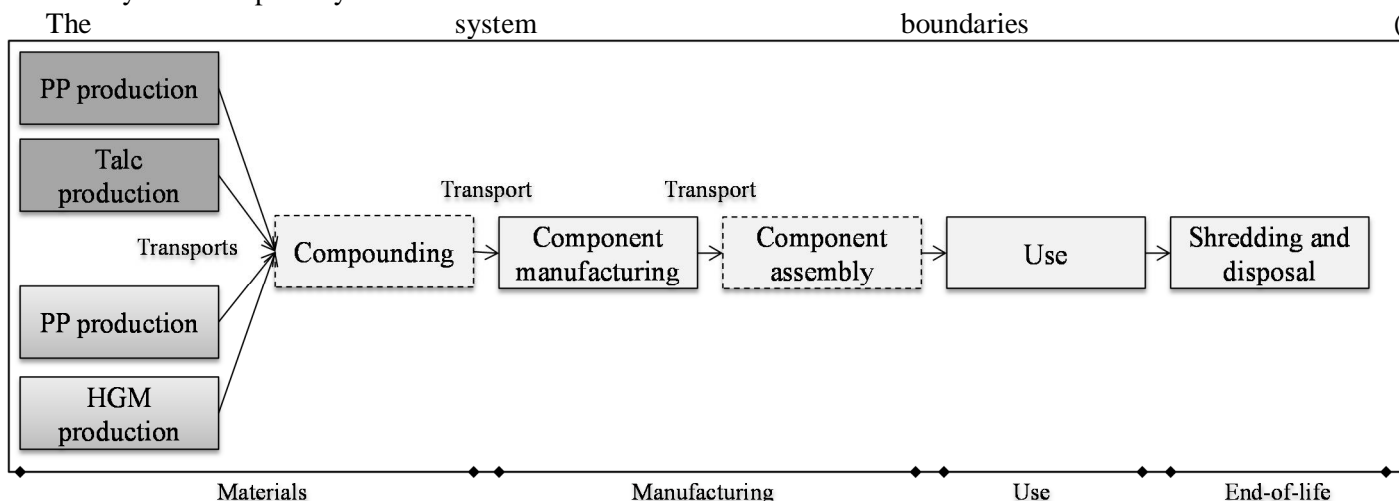 The system boundaries (
PP production
Talc
production
Transports
PP production
HGM
production
Compounding
Transport
Component
manufacturing
Transport
Component
assembly
Use
Shredding and
disposal
Materials
Manufacturing
Use
End-of-life